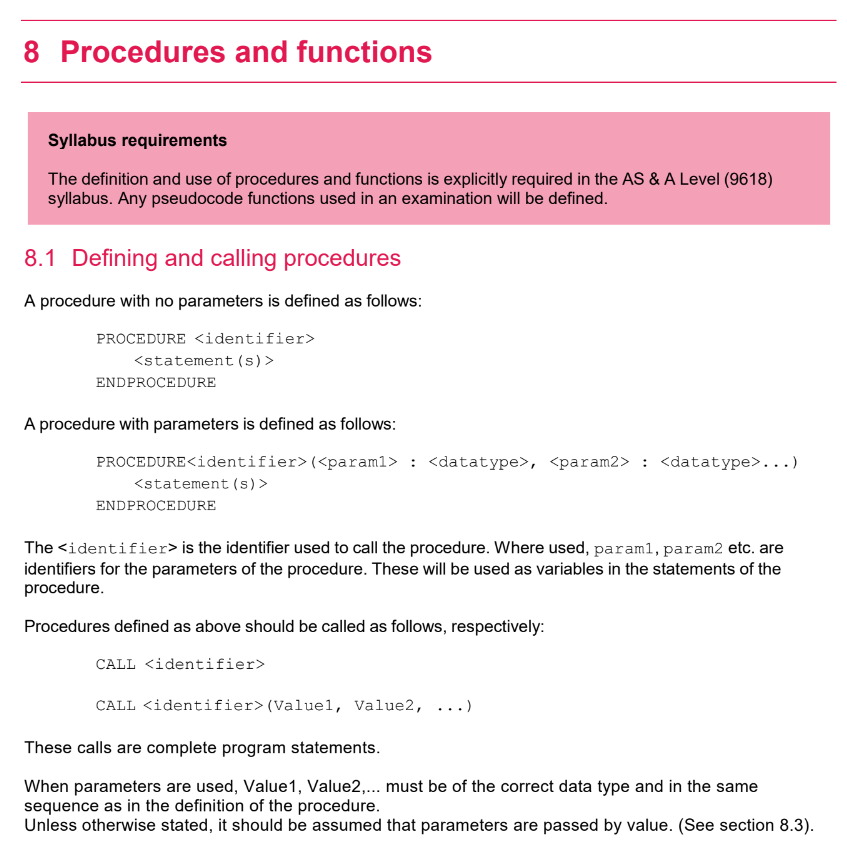 8 Procedures and functions
Syllabus requirements
The definition and use of procedures and functions is explicitly required in the AS & A Level (9618)
syllabus. Any pseudocode functions used in an examination will be defined.
8.1 Defining and calling procedures
A procedure with no parameters is defined as follows:
PROCEDURE <identifier>
<statement(s)>
ENDPROCEDURE
A procedure with parameters is defined as follows:
PROCEDURE<identifier>(<param1> : <datatype>, <param2> : <datatype>...)
<statement(s)>
ENDPROCEDURE
The <identifier> is the identifier used to call the procedure. Where used, param1, param2 etc. are
identifiers for the parameters of the procedure. These will be used as variables in the statements of the
procedure.
Procedures defined as above should be called as follows, respectively:
CALL <identifier>
CALL <identifier>(Value1, Value2, ...)
These calls are complete program statements.
When parameters are used, Value1, Value2,... must be of the correct data type and in the same
sequence as in the definition of the procedure.
Unless otherwise stated, it should be assumed that parameters are passed by value. (See section 8.3).